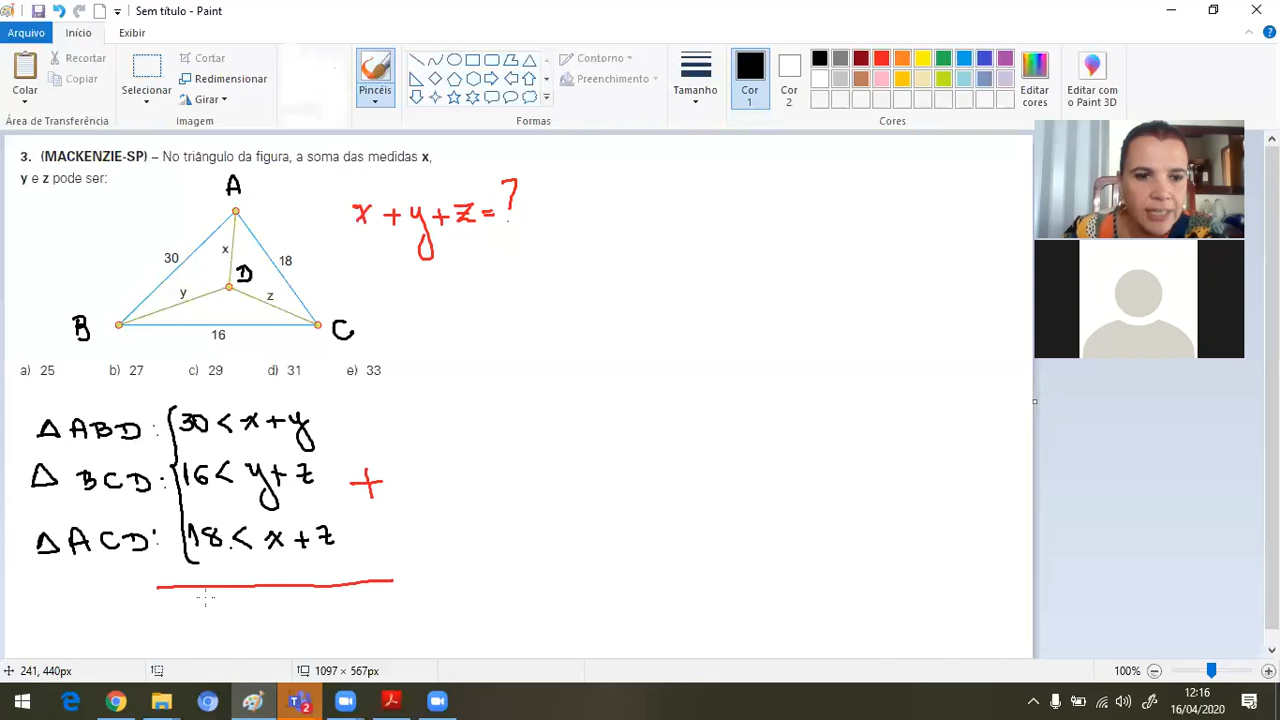 Sem título - Paint
Arquivo Início Exibir
Colar
Recortar
Copiar
Área de Transferência
Selecionar
Cortar
Redimensionar
Girar
Imagem
Pincéis
Contorno
Preenchimento
Formas
Tamanho
Cor 1
Cor 2
Editar cores
Editar com o Paint 3D
Cores
3. (MACKENZIE-SP) – No triângulo da figura, a soma das medidas x,
y e z pode ser:
A
x + y + z = ?
30
x
18
D
y
z
B
16
C
a) 25 b) 27 c) 29 d) 31 e) 33
Δ ABD : 30 < x + y
Δ BCD : 16 < y + z
+
Δ ACD : 18 < x + z
241, 440px
1097 × 567px
100%
12:16
16/04/2020